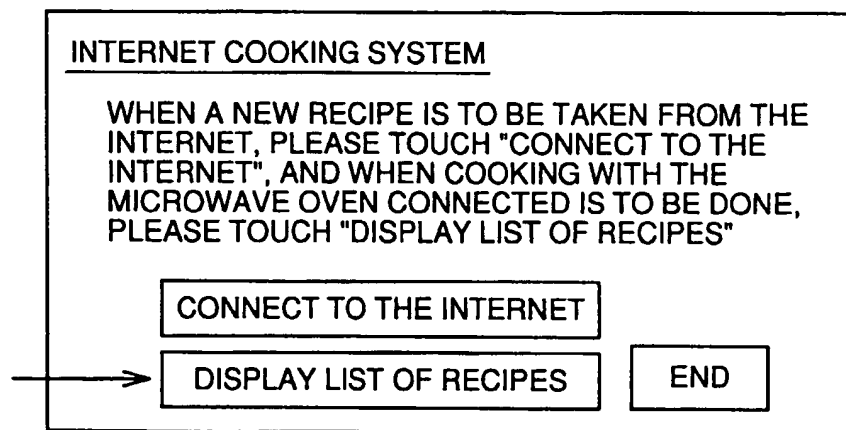 INTERNET COOKING SYSTEM
WHEN A NEW RECIPE IS TO BE TAKEN FROM THE
INTERNET, PLEASE TOUCH "CONNECT TO THE
INTERNET", AND WHEN COOKING WITH THE
MICROWAVE OVEN CONNECTED IS TO BE DONE,
PLEASE TOUCH "DISPLAY LIST OF RECIPES"
CONNECT TO THE INTERNET
DISPLAY LIST OF RECIPES
END